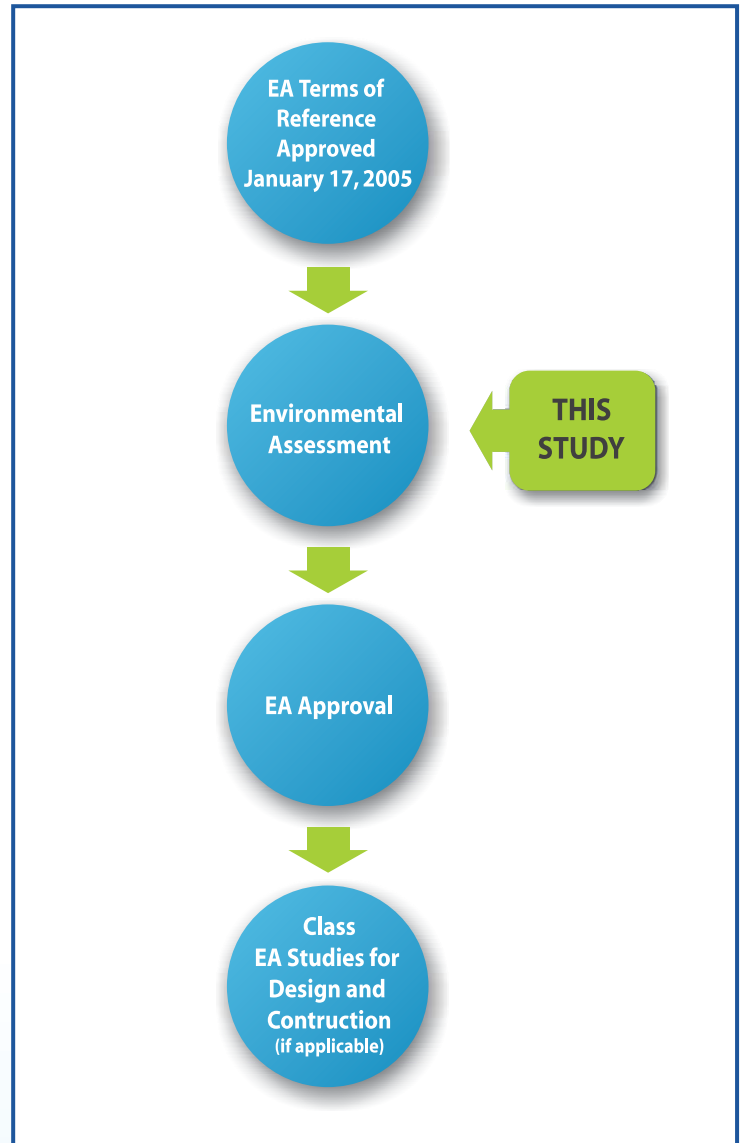 EA Terms of
Reference
Approved
January 17, 2005
Environmental
Assessment
THIS
STUDY
EA Approval
Class
EA Studies for
Design and
Contruction
(if applicable)